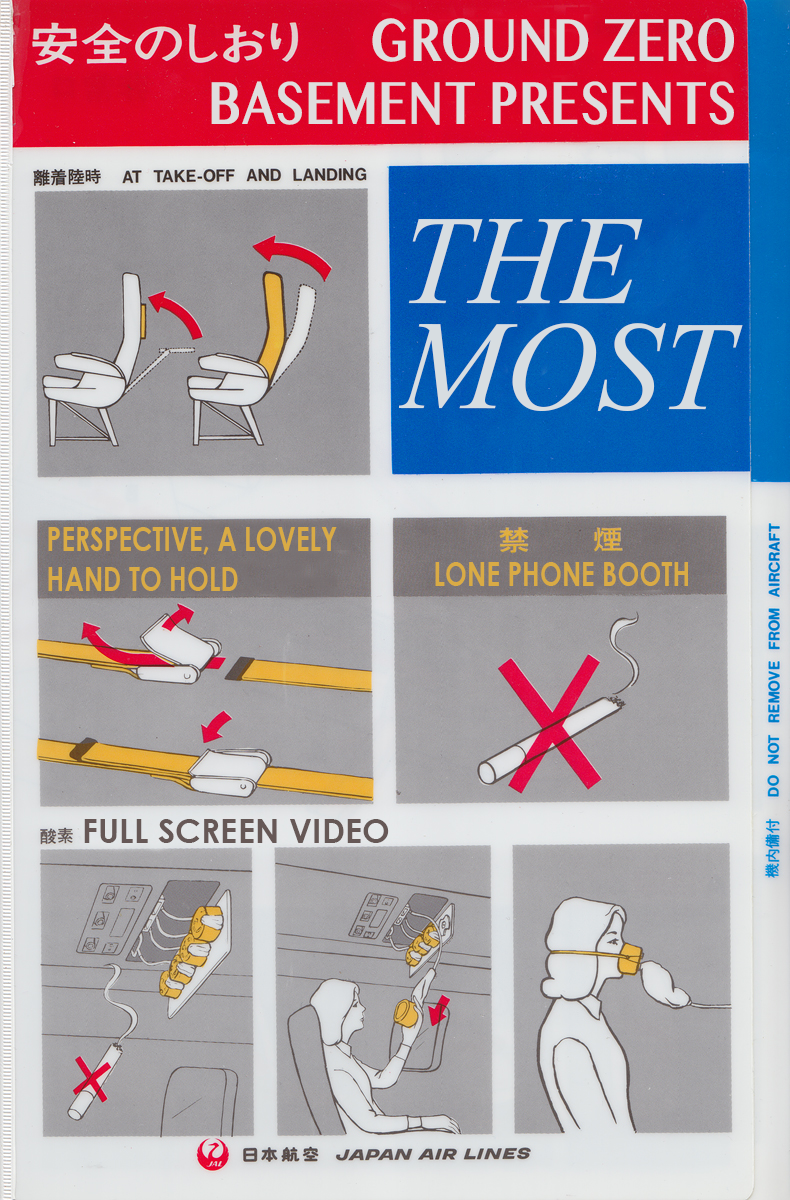 安全のしおり
GROUND ZERO
BASEMENT PRESENTS
離着陸時 AT TAKE-OFF AND LANDING
THE
MOST
PERSPECTIVE, A LOVELY
HAND TO HOLD
禁 煙
LONE PHONE BOOTH
酸素 FULL SCREEN VIDEO
機内備付 DO NOT REMOVE FROM AIRCRAFT
JAL
日本航空 JAPAN AIR LINES